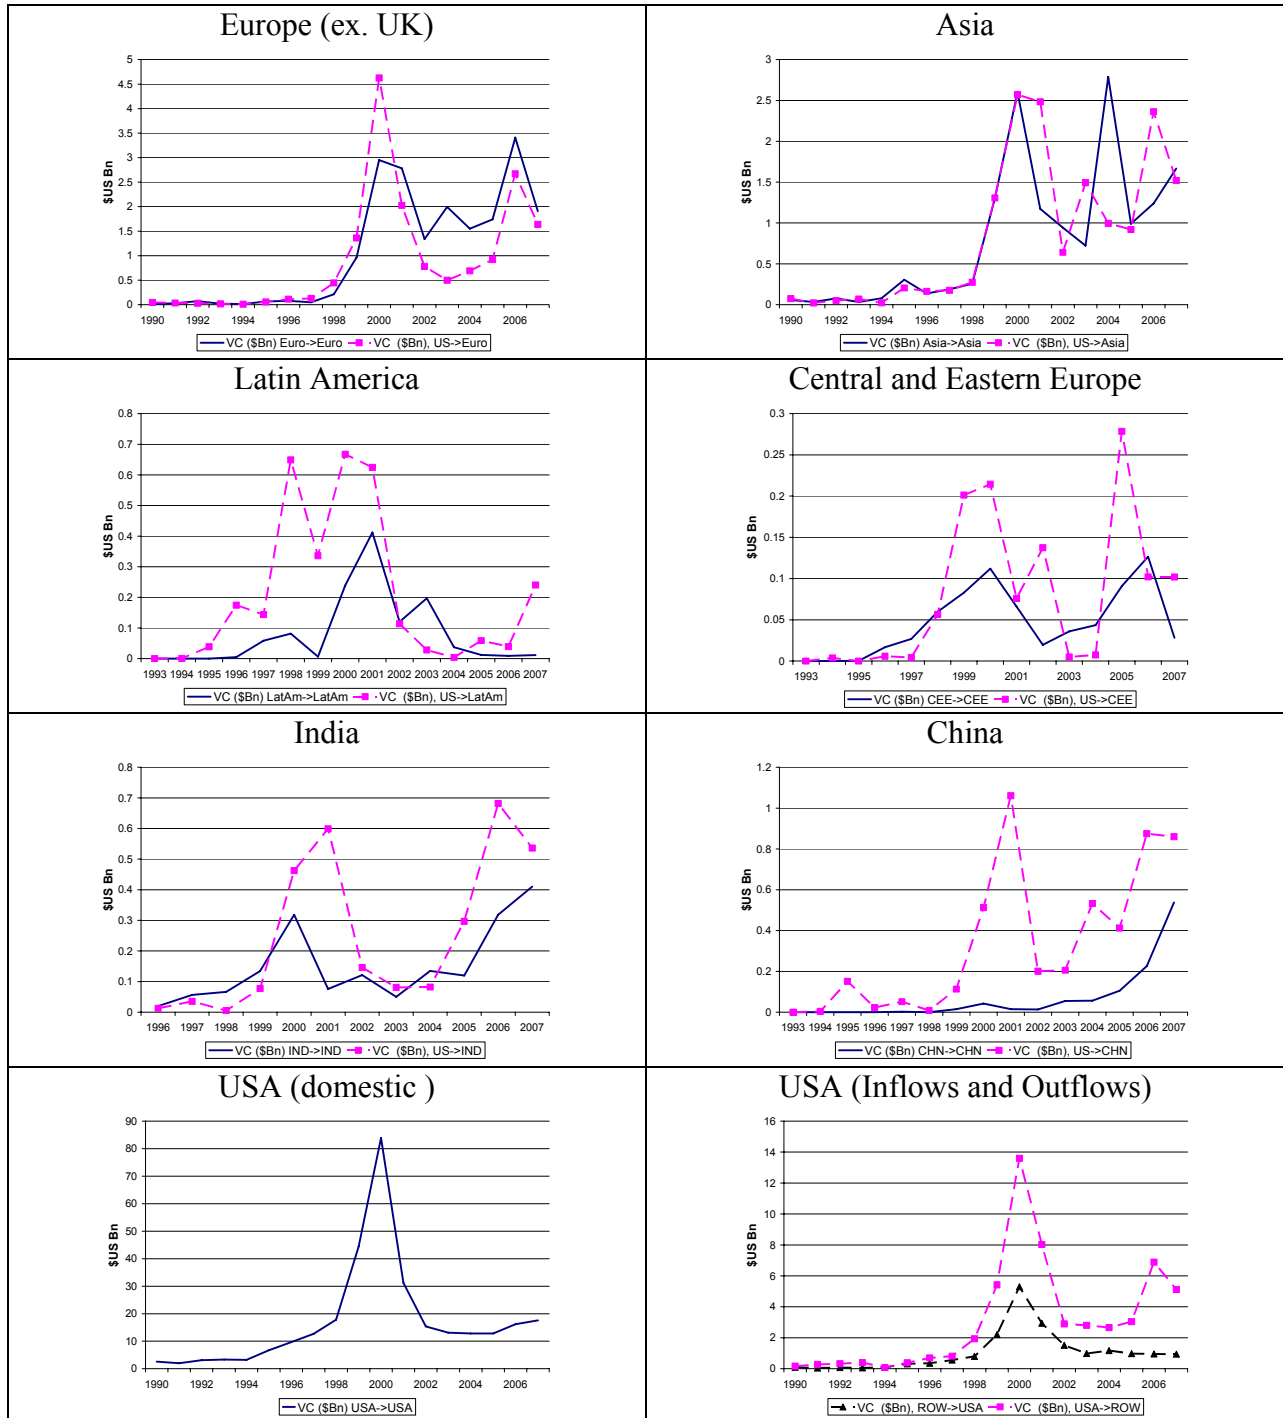 Europe (ex. UK)
5
4.5
4
3.5
3
2.5
2
1.5
1
0.5
0
$US Bn
1990 1992 1994 1996 1998 2000 2002 2004 2006
VC ($Bn) Euro->Euro VC ($Bn), US->Euro
Asia
3
2.5
2
1.5
1
0.5
0
$US Bn
1990 1992 1994 1996 1998 2000 2002 2004 2006
VC ($Bn) Asia->Asia VC ($Bn), US->Asia
Latin America
0.8
0.7
0.6
0.5
0.4
0.3
0.2
0.1
0
$US Bn
1993 1994 1995 1996 1997 1998 1999 2000 2001 2002 2003 2004 2005 2006 2007
VC ($Bn) LatAm->LatAm VC ($Bn), US->LatAm
Central and Eastern Europe
0.3
0.25
0.2
0.15
0.1
0.05
0
$US Bn
1993 1995 1997 1999 2001 2003 2005 2007
VC ($Bn) CEE->CEE VC ($Bn), US->CEE
India
0.8
0.7
0.6
0.5
0.4
0.3
0.2
0.1
0
$US Bn
1996 1997 1998 1999 2000 2001 2002 2003 2004 2005 2006 2007
VC ($Bn) IND->IND VC ($Bn), US->IND
China
1.2
1
0.8
0.6
0.4
0.2
0
$US Bn
1993 1994 1995 1996 1997 1998 1999 2000 2001 2002 2003 2004 2005 2006 2007
VC ($Bn) CHN->CHN VC ($Bn), US->CHN
USA (domestic )
90
80
70
60
50
40
30
20
10
0
$US Bn
1990 1992 1994 1996 1998 2000 2002 2004 2006
VC ($Bn) USA->USA
USA (Inflows and Outflows)
16
14
12
10
8
6
4
2
0
$US Bn
1990 1992 1994 1996 1998 2000 2002 2004 2006
VC ($Bn), ROW->USA VC ($Bn), USA->ROW